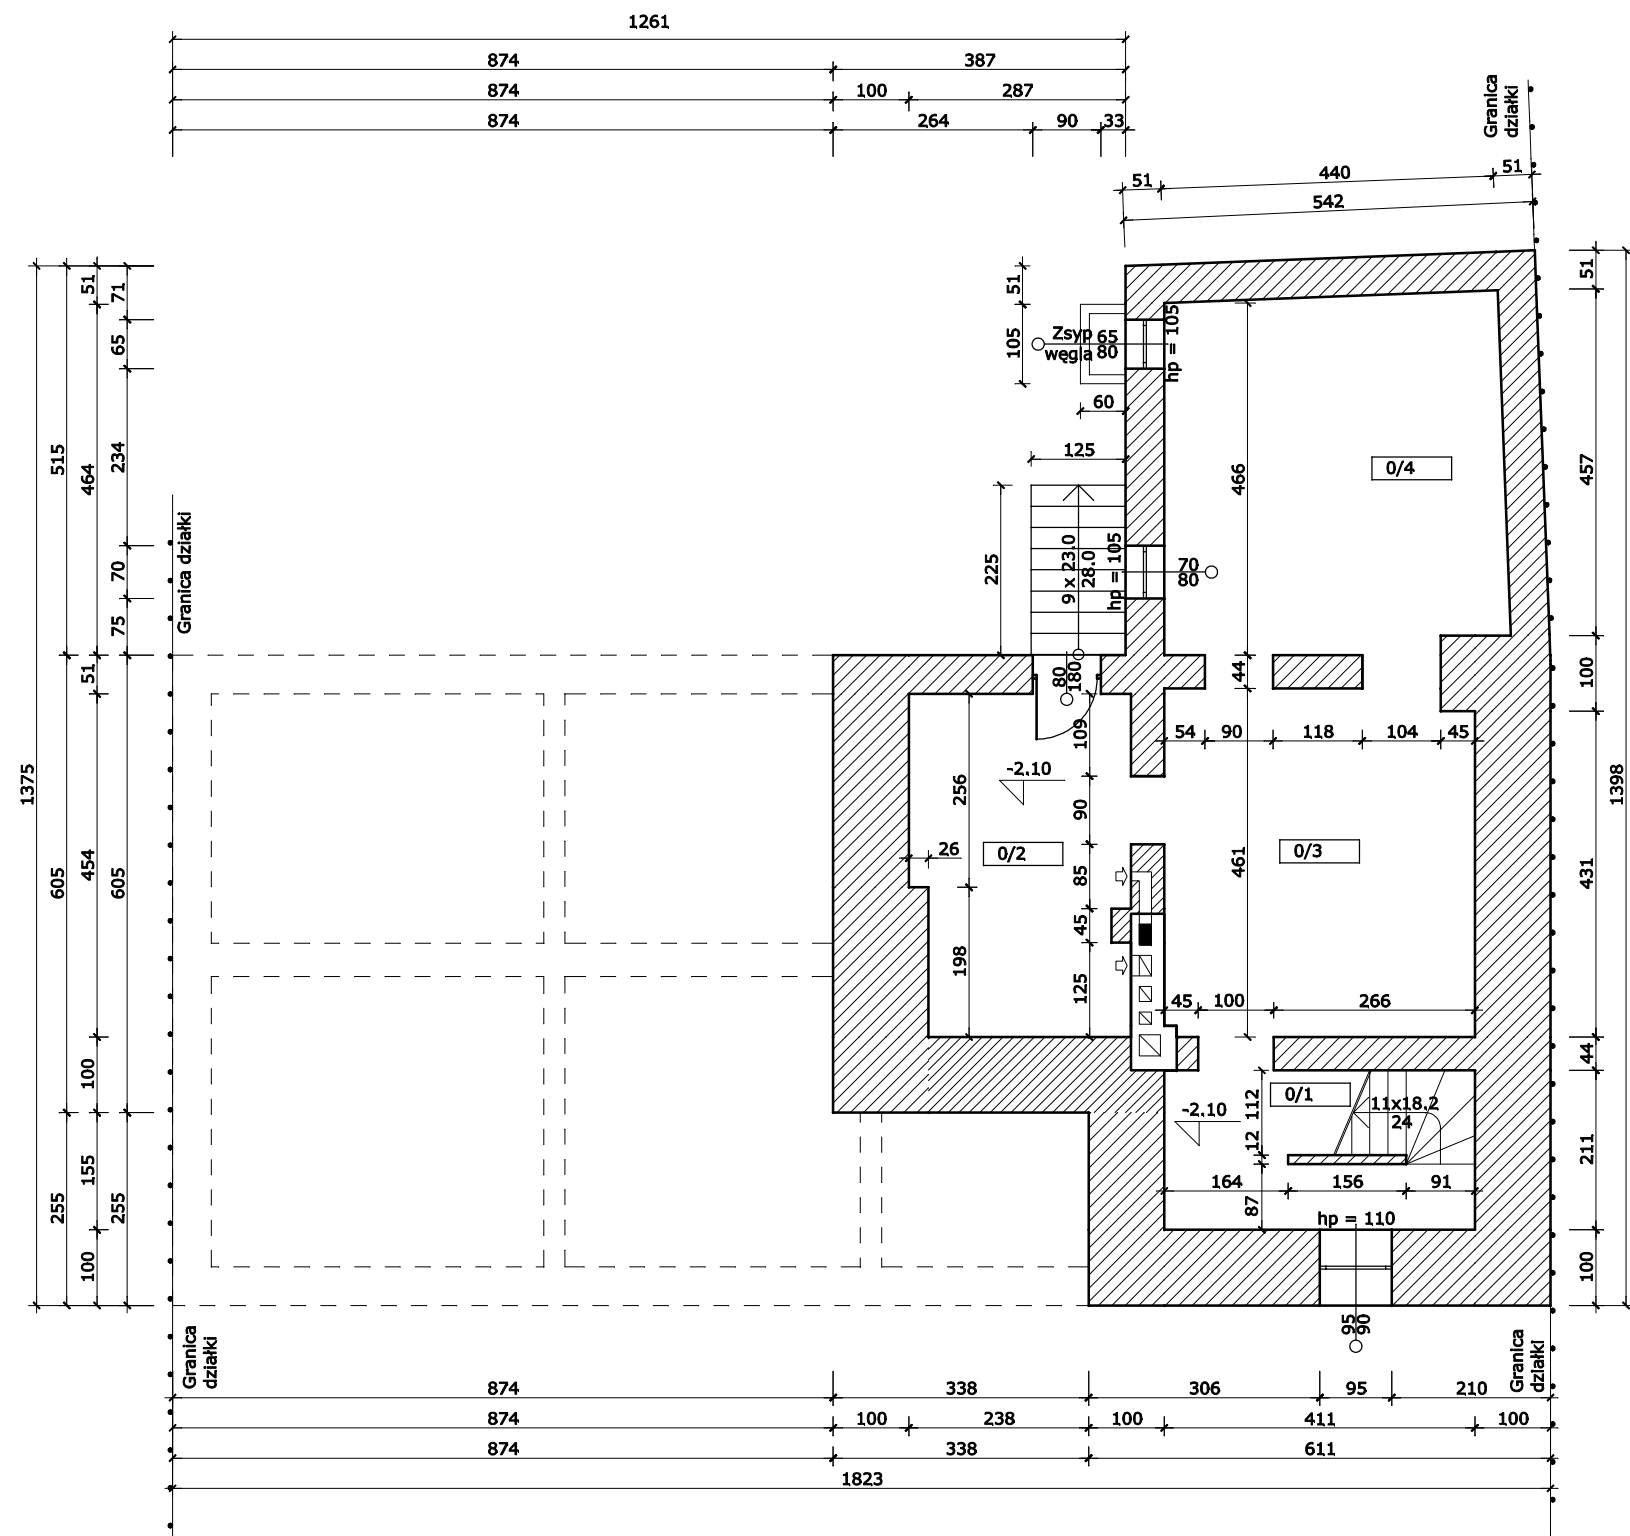 1261
874 387
874 100 287
874 264 90 33
Granica
działki
51 440 51
542
51 71 51 51
Zsyp 65
węgla 80
hp = 105
105
65
60
125
0/4
515 464 234
466
457
1375
225
9 x 23.0
28.0
hp = 105
70
80
70
75
Granica działki
51
80
180
44
100
54 90 118 104 45
109
-2.10
256
90
1398
26
0/2
0/3
605 454 605
85
461
431
45
198
125
45 100 266
100
44
0/1
112
11x18.2
24
-2.10
12
211
155
164 156 91
255 255
87
hp = 110
100
100
95
90
Granica
działki
Granica
działki
874 338 306 95 210
874 100 238 100 411 100
874 338 611
1823